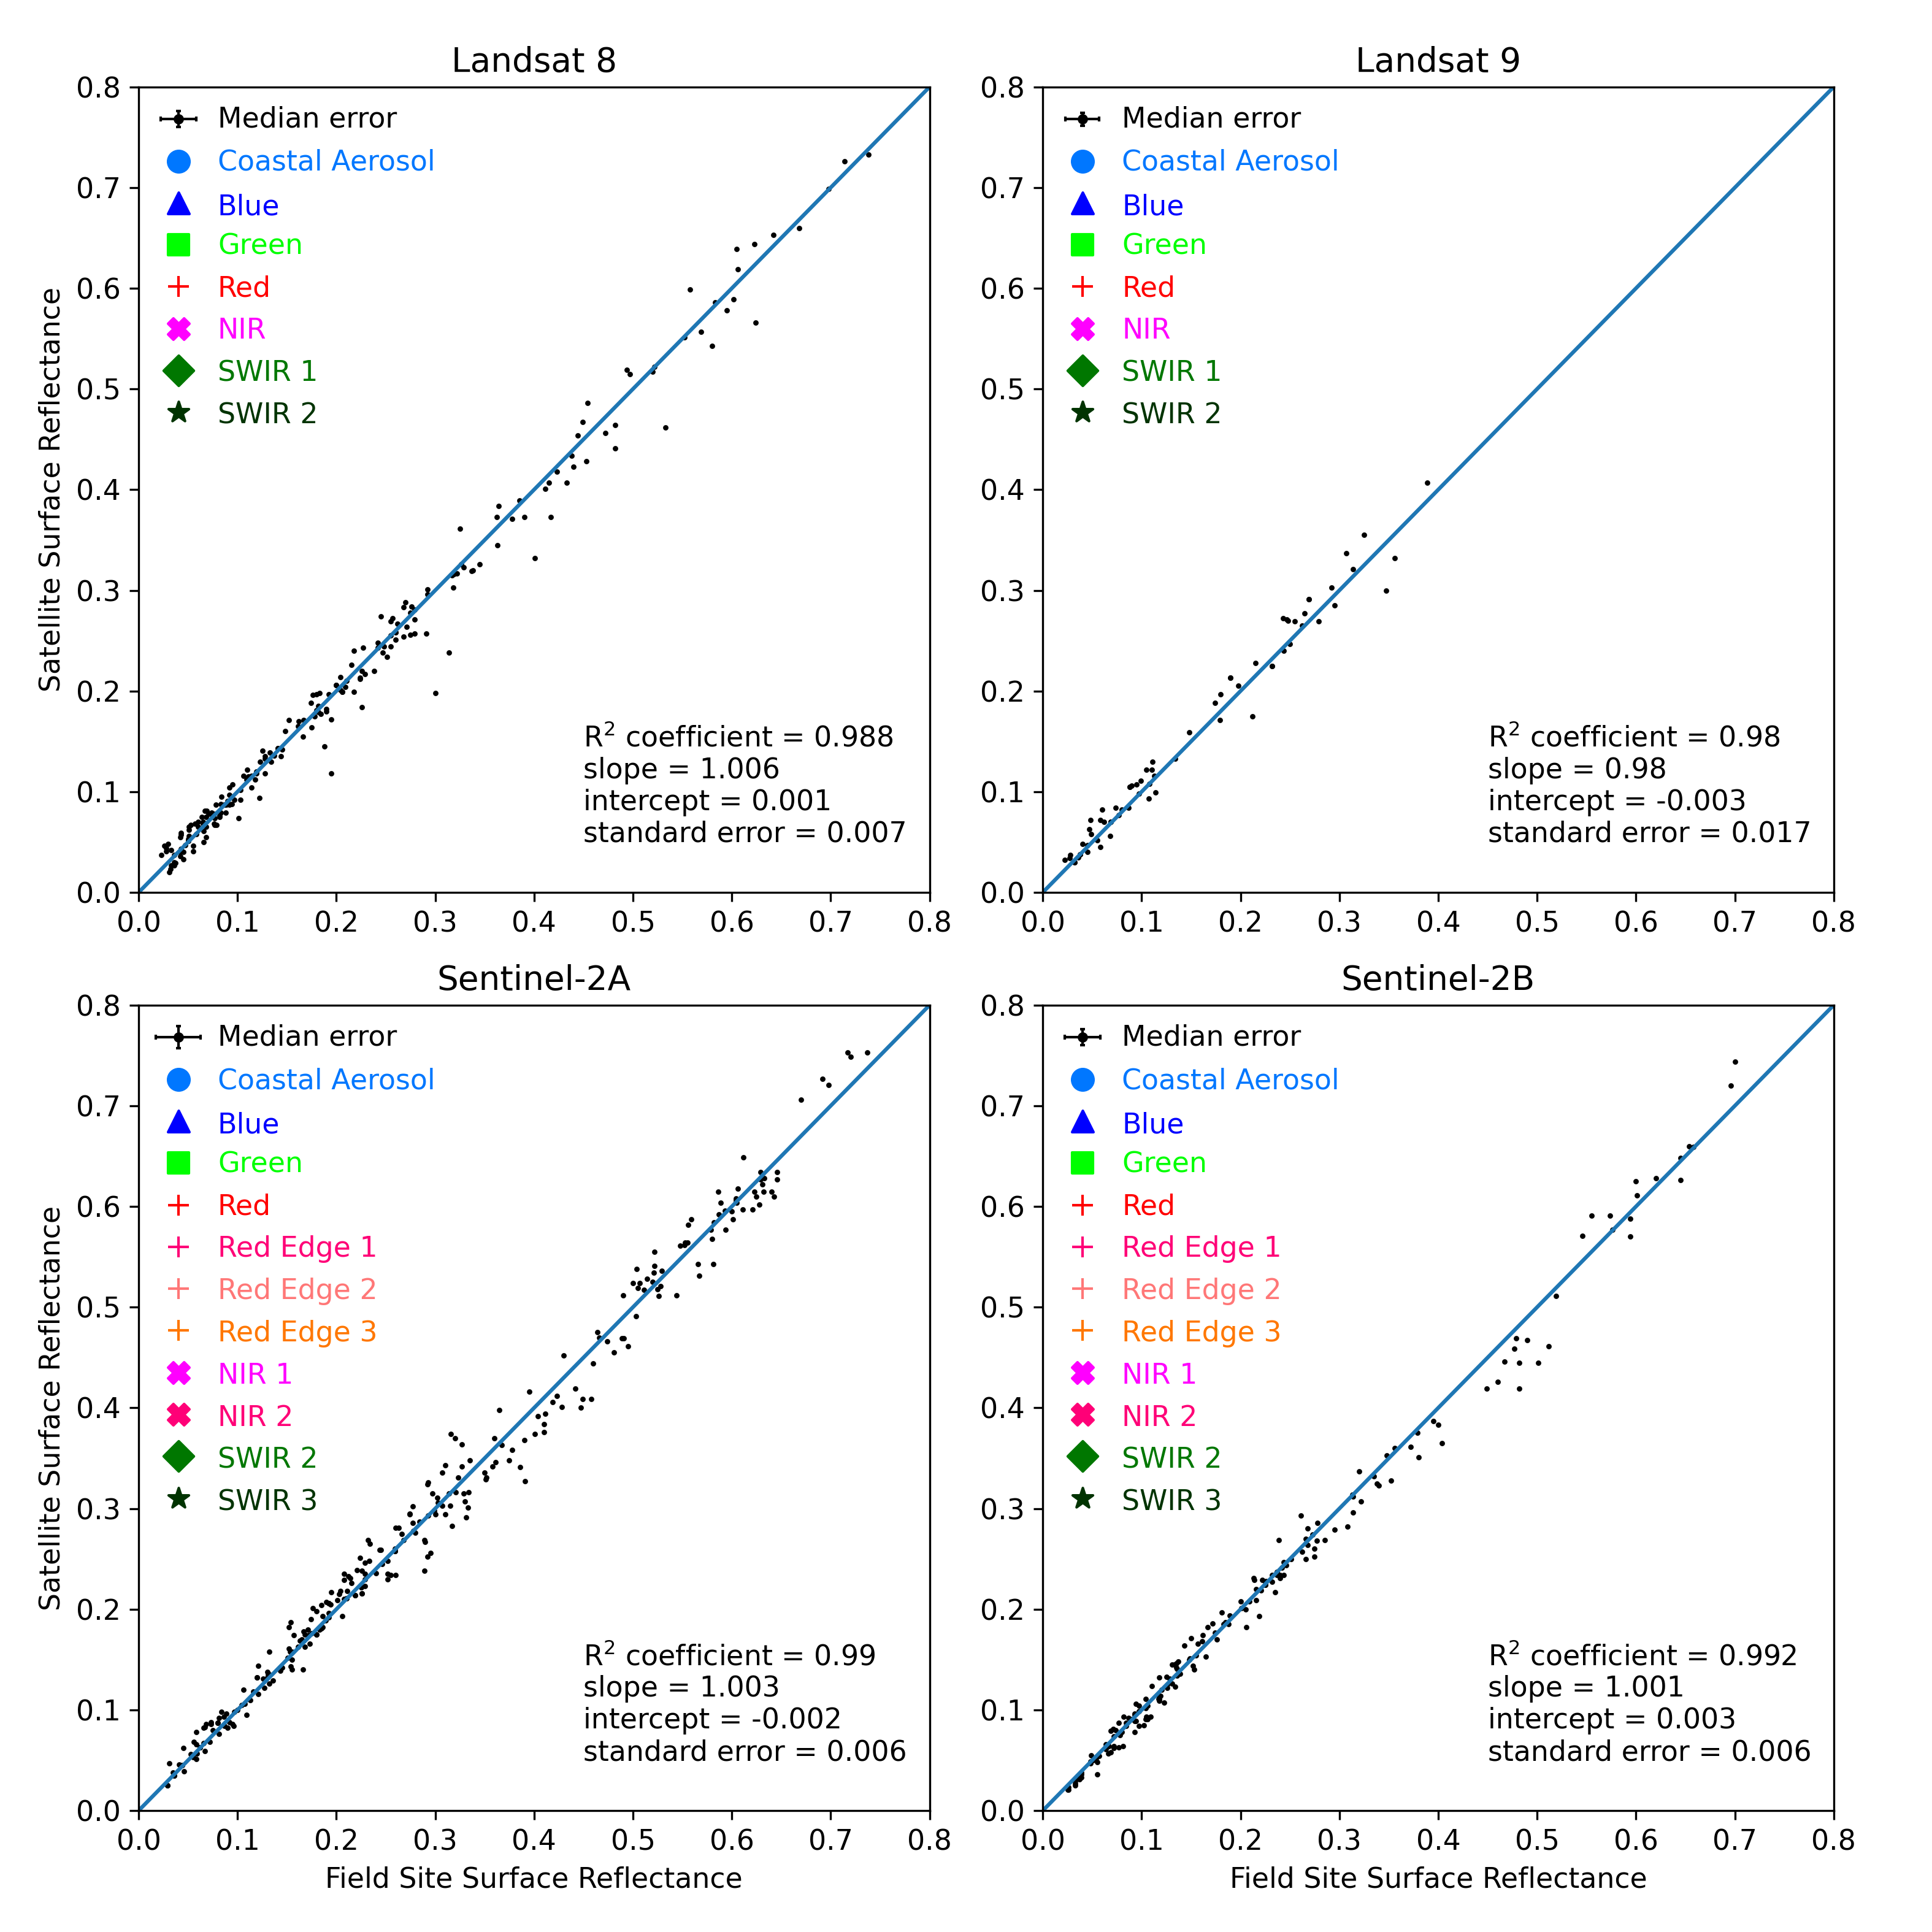 Landsat 8
Satellite Surface Reflectance
0.8
0.7
0.6
0.5
0.4
0.3
0.2
0.1
0.0
Median error
Coastal Aerosol
Blue
Green
Red
NIR
SWIR 1
SWIR 2
R² coefficient = 0.988
slope = 1.006
intercept = 0.001
standard error = 0.007
0.0 0.1 0.2 0.3 0.4 0.5 0.6 0.7 0.8
Landsat 9
0.8
0.7
0.6
0.5
0.4
0.3
0.2
0.1
0.0
Median error
Coastal Aerosol
Blue
Green
Red
NIR
SWIR 1
SWIR 2
R² coefficient = 0.98
slope = 0.98
intercept = -0.003
standard error = 0.017
0.0 0.1 0.2 0.3 0.4 0.5 0.6 0.7 0.8
Sentinel-2A
Satellite Surface Reflectance
0.8
0.7
0.6
0.5
0.4
0.3
0.2
0.1
0.0
Median error
Coastal Aerosol
Blue
Green
Red
Red Edge 1
Red Edge 2
Red Edge 3
NIR 1
NIR 2
SWIR 2
SWIR 3
R² coefficient = 0.99
slope = 1.003
intercept = -0.002
standard error = 0.006
0.0 0.1 0.2 0.3 0.4 0.5 0.6 0.7 0.8
Field Site Surface Reflectance
Sentinel-2B
0.8
0.7
0.6
0.5
0.4
0.3
0.2
0.1
0.0
Median error
Coastal Aerosol
Blue
Green
Red
Red Edge 1
Red Edge 2
Red Edge 3
NIR 1
NIR 2
SWIR 2
SWIR 3
R² coefficient = 0.992
slope = 1.001
intercept = 0.003
standard error = 0.006
0.0 0.1 0.2 0.3 0.4 0.5 0.6 0.7 0.8
Field Site Surface Reflectance